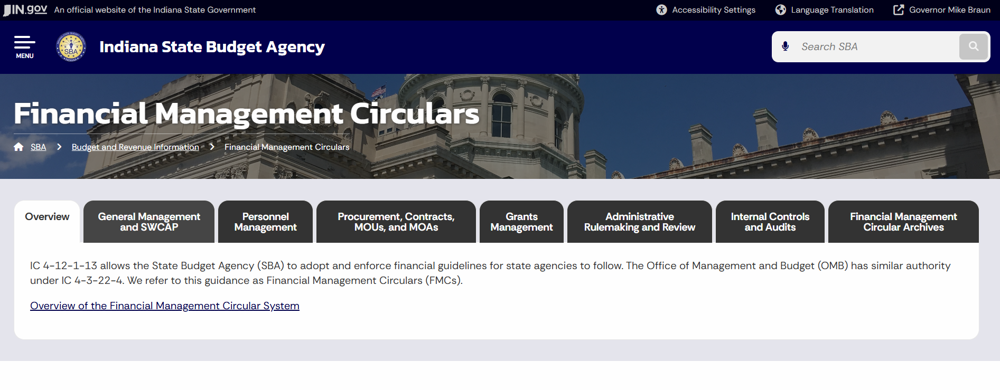 IN.gov An official website of the Indiana State Government Accessibility Settings Language Translation Governor Mike Braun
MENU SBA Indiana State Budget Agency Search SBA
Financial Management Circulars
SBA Budget and Revenue Information Financial Management Circulars
Overview
General Management
and SWCAP
Personnel
Management
Procurement, Contracts,
MOUs, and MOAs
Grants
Management
Administrative
Rulemaking and Review
Internal Controls
and Audits
Financial Management
Circular Archives
IC 4-12-1-13 allows the State Budget Agency (SBA) to adopt and enforce financial guidelines for state agencies to follow. The Office of Management and Budget (OMB) has similar authority
under IC 4-3-22-4. We refer to this guidance as Financial Management Circulars (FMCs).
Overview of the Financial Management Circular System